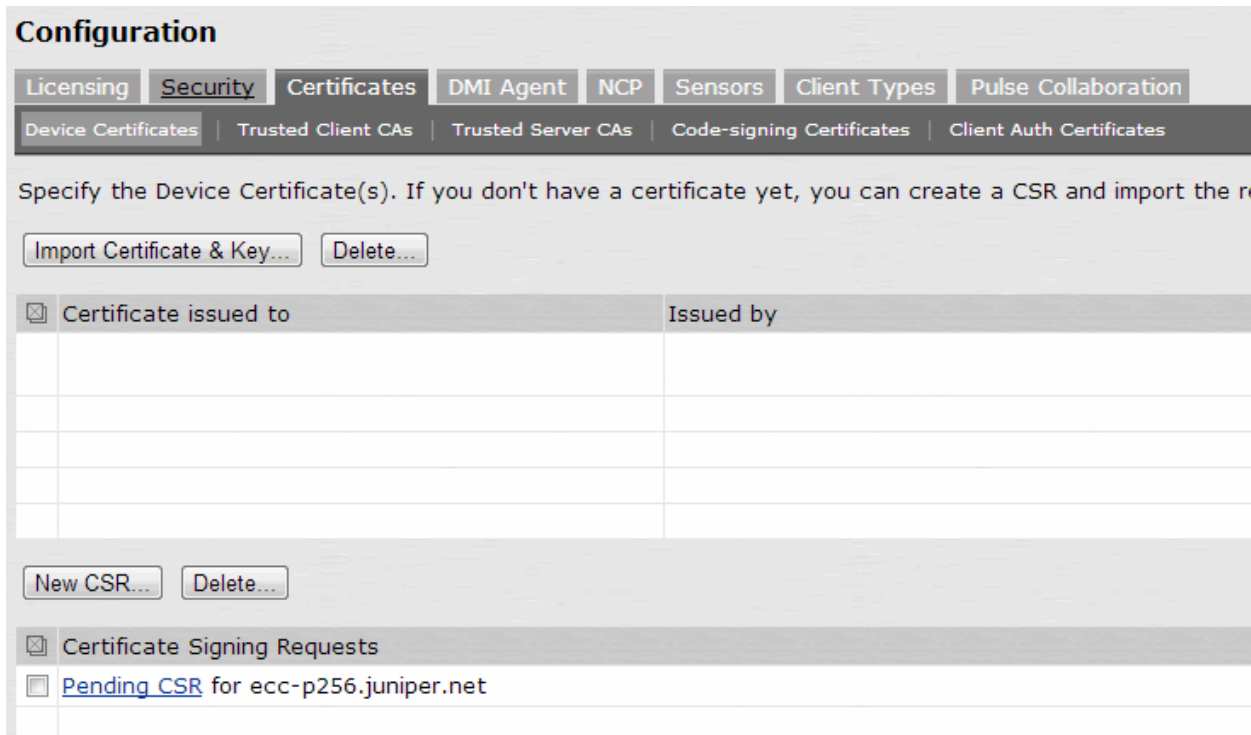 Configuration
Licensing Security Certificates DMI Agent NCP Sensors Client Types Pulse Collaboration
Device Certificates | Trusted Client CAs | Trusted Server CAs | Code-signing Certificates | Client Auth Certificates
Specify the Device Certificate(s). If you don't have a certificate yet, you can create a CSR and import the
Import Certificate & Key... Delete...
Certificate issued to Issued by
New CSR... Delete...
Certificate Signing Requests
Pending CSR for ecc-p256.juniper.net